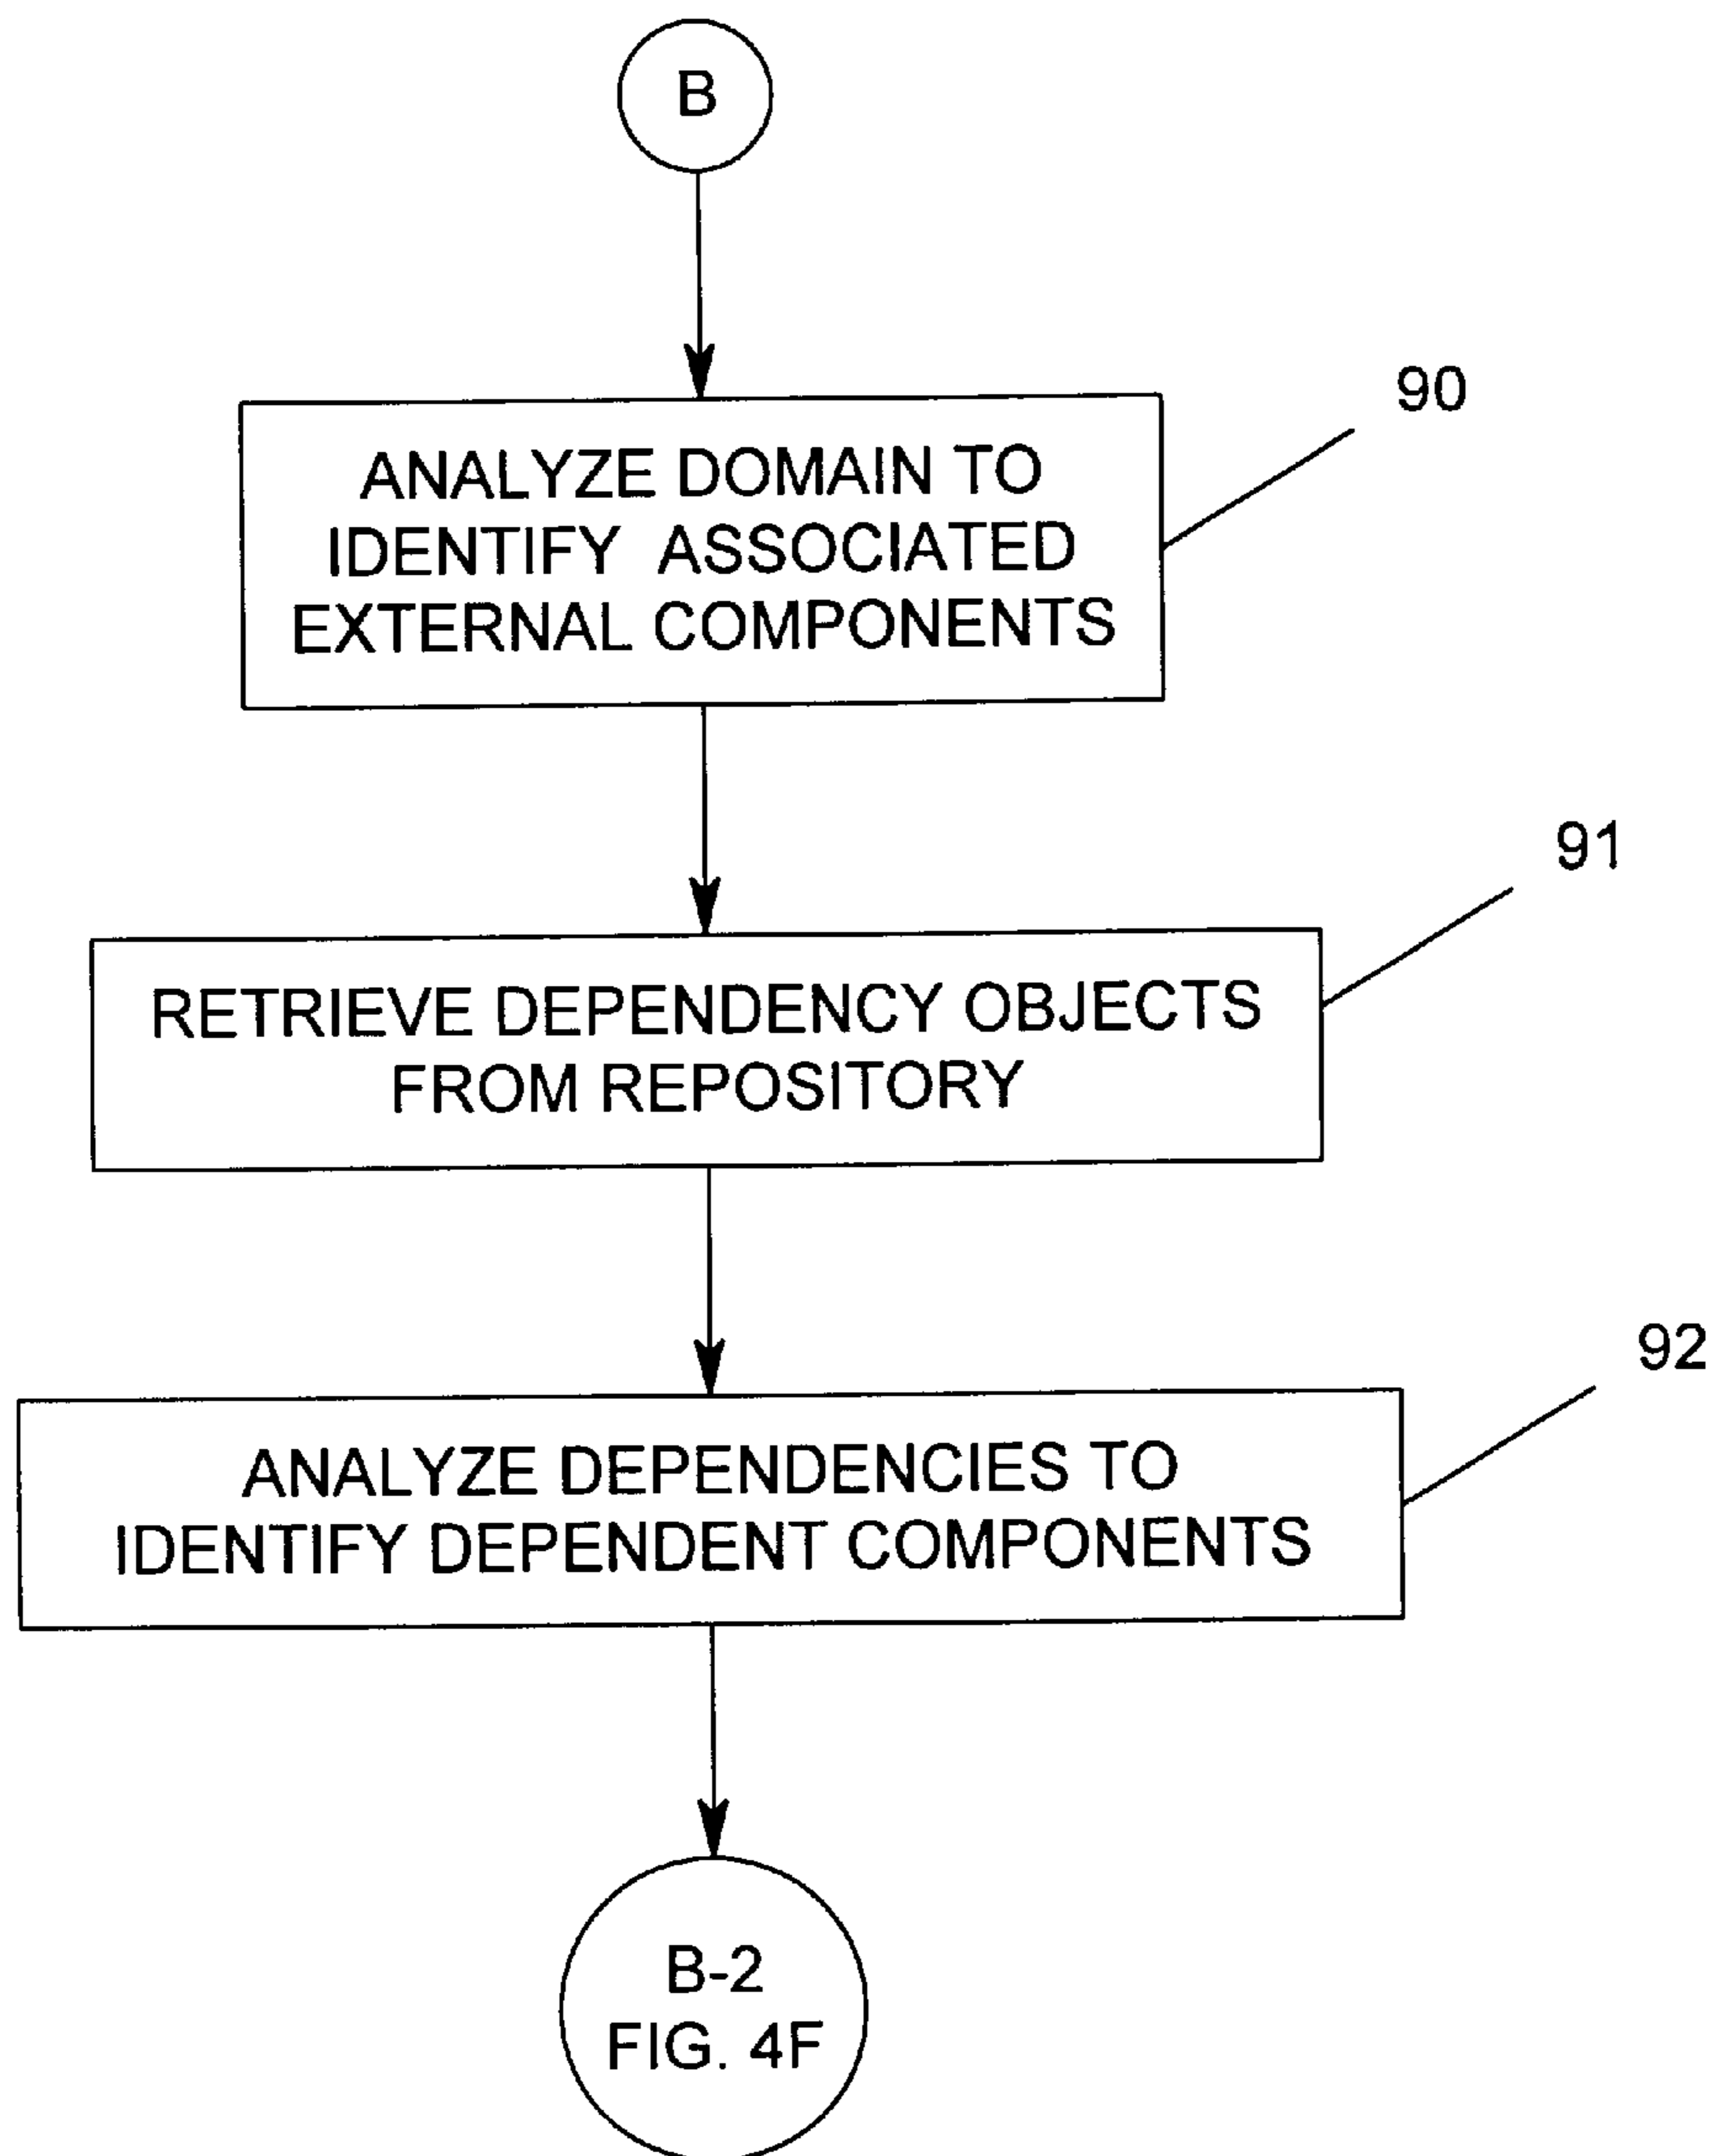 B
90
ANALYZE DOMAIN TO
IDENTIFY ASSOCIATED
EXTERNAL COMPONENTS
91
RETRIEVE DEPENDENCY OBJECTS
FROM REPOSITORY
92
ANALYZE DEPENDENCIES TO
IDENTIFY DEPENDENT COMPONENTS
B-2
FIG. 4F